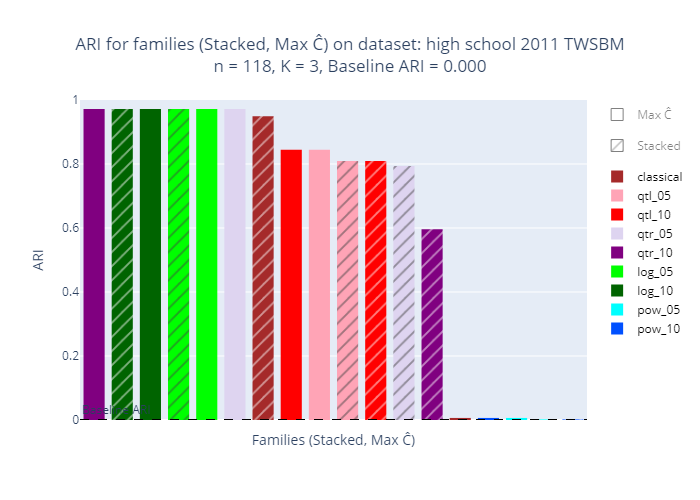 ARI for families (Stacked, Max Ĉ) on dataset: high school 2011 TWSBM
n = 118, K = 3, Baseline ARI = 0.000
1
0.8
0.6
0.4
0.2
0
ARI
Families (Stacked, Max Ĉ)
Max Ĉ
Stacked
classical
qtl_05
qtl_10
qtr_05
qtr_10
log_05
log_10
pow_05
pow_10